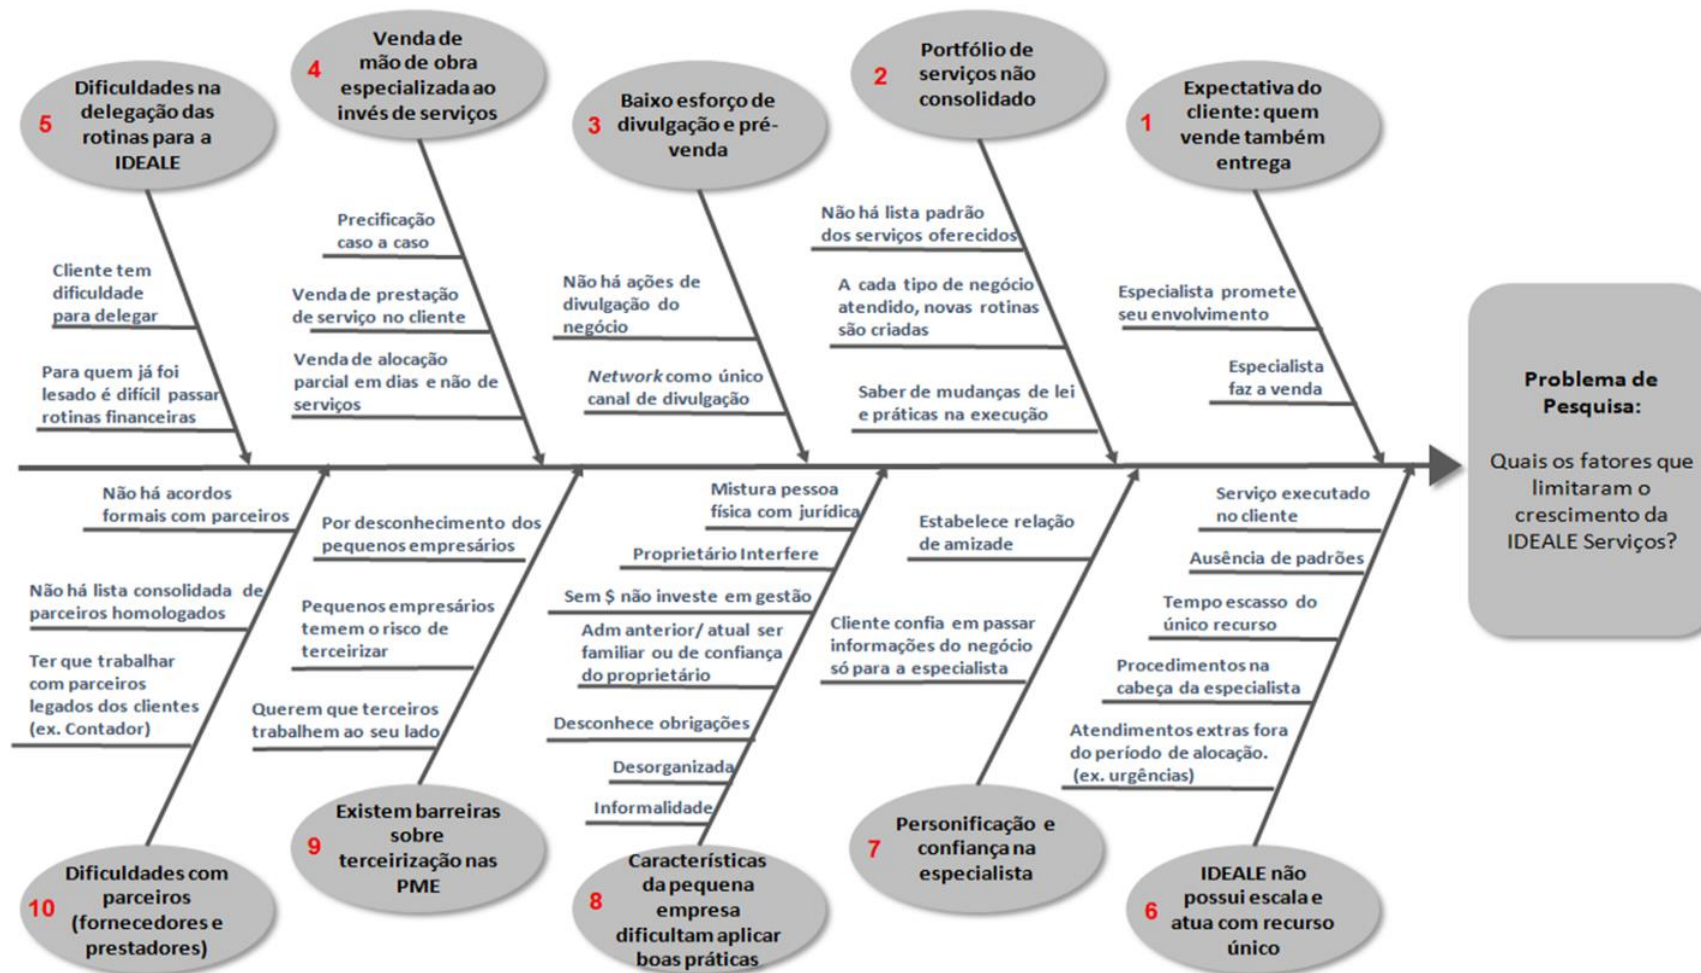 5
Dificuldades na
delegação das
rotinas para a
IDEALE
Cliente tem
dificuldade
para delegar
Para quem já foi
lesado é difícil passar
rotinas financeiras
4
Venda de
mão de obra
especializada ao
invés de serviços
Precificação
caso a caso
Venda de prestação
de serviço no cliente
Venda de alocação
parcial em dias e não de
serviços
3
Baixo esforço de
divulgação e pré-
venda
Não há ações de
divulgação do
negócio
Network como único
canal de divulgação
2
Portfólio de
serviços não
consolidado
Não há lista padrão
dos serviços oferecidos
A cada tipo de negócio
atendido, novas rotinas
são criadas
Saber de mudanças de lei
e práticas na execução
1
Expectativa do
cliente: quem
vende também
entrega
Especialista promete
seu envolvimento
Especialista
faz a venda
Problema de
Pesquisa:
Quais os fatores que
limitaram o
crescimento da
IDEALE Serviços?
Não há acordos
formais com parceiros
Não há lista consolidada de
parceiros homologados
Ter que trabalhar
com parceiros
legados dos clientes
(ex. Contador)
10
Dificuldades com
parceiros
(fornecedores e
prestadores)
Por desconhecimento dos
pequenos empresários
Pequenos empresários
temem o risco de
terceirizar
Querem que terceiros
trabalhem ao seu lado
9
Existem barreiras
sobre
terceirização nas
PME
Mistura pessoa
física com jurídica
Proprietário Interfere
Sem $ não investe em gestão
Adm anterior/ atual ser
familiar ou de confiança
do proprietário
Desconhece obrigações
Desorganizada
Informalidade
8
Características
da pequena
empresa
dificultam aplicar
boas práticas
Estabelece relação
de amizade
Cliente confia em passar
informações do negócio
só para a especialista
7
Personificação e
confiança na
especialista
Serviço executado
no cliente
Ausência de padrões
Tempo escasso do
único recurso
Procedimentos na
cabeça da especialista
Atendimentos extras fora
do período de alocação.
(ex. urgências)
6
IDEALE não
possui escala e
atua com recurso
único